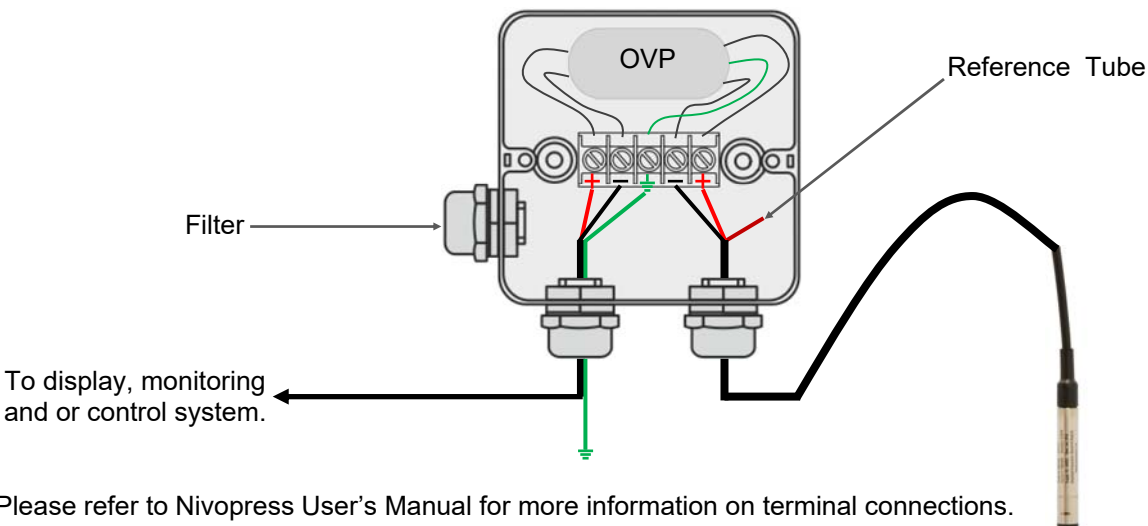 OVP
Reference Tube
+ − − +
Filter
To display, monitoring
and or control system.
Please refer to Nivopress User's Manual for more information on terminal connections.